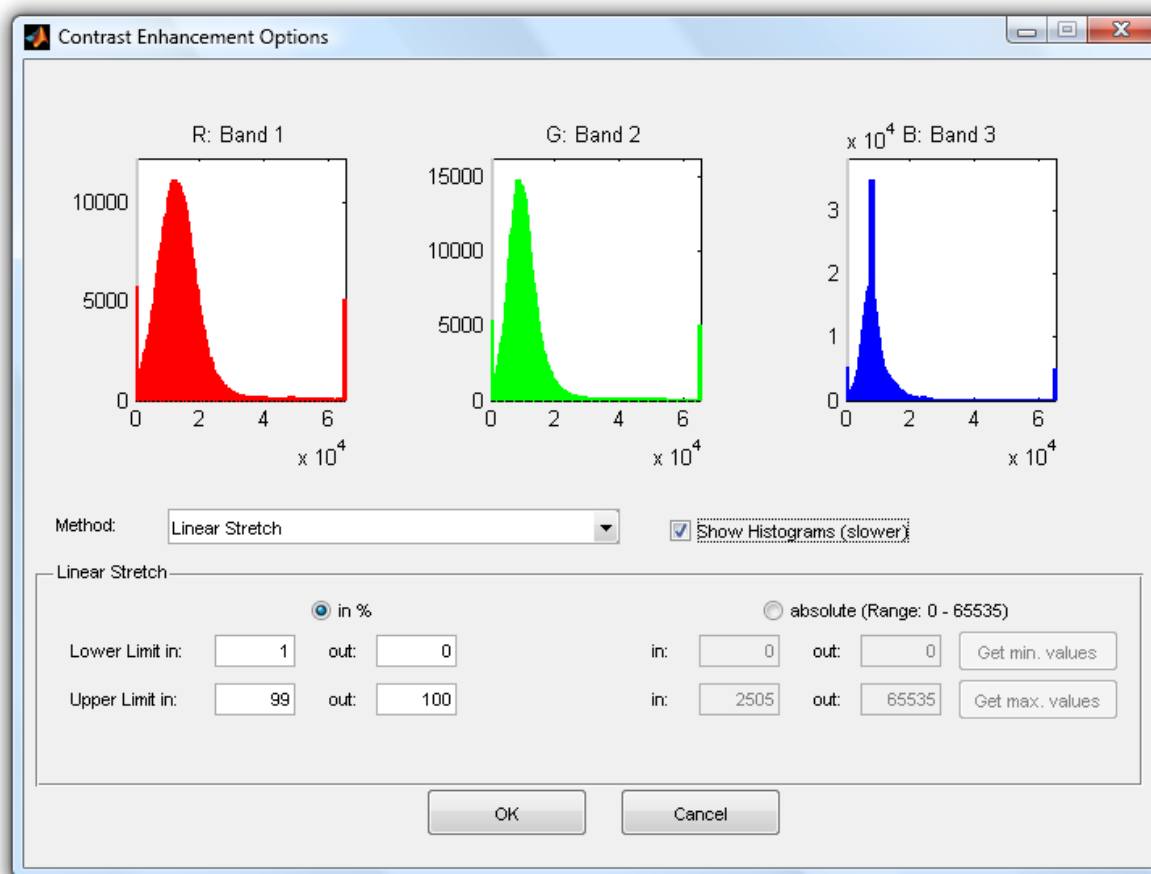 Contrast Enhancement Options
R: Band 1
10000
5000
0
0 2 4 6
x 10^4
G: Band 2
15000
10000
5000
0
0 2 4 6
x 10^4
x 10^4 B: Band 3
3
2
1
0
0 2 4 6
x 10^4
Method: Linear Stretch Show Histograms (slower)
Linear Stretch
in % absolute (Range: 0 - 65535)
Lower Limit in: 1 out: 0 in: 0 out: 0 Get min. values
Upper Limit in: 99 out: 100 in: 2505 out: 65535 Get max. values
OK Cancel